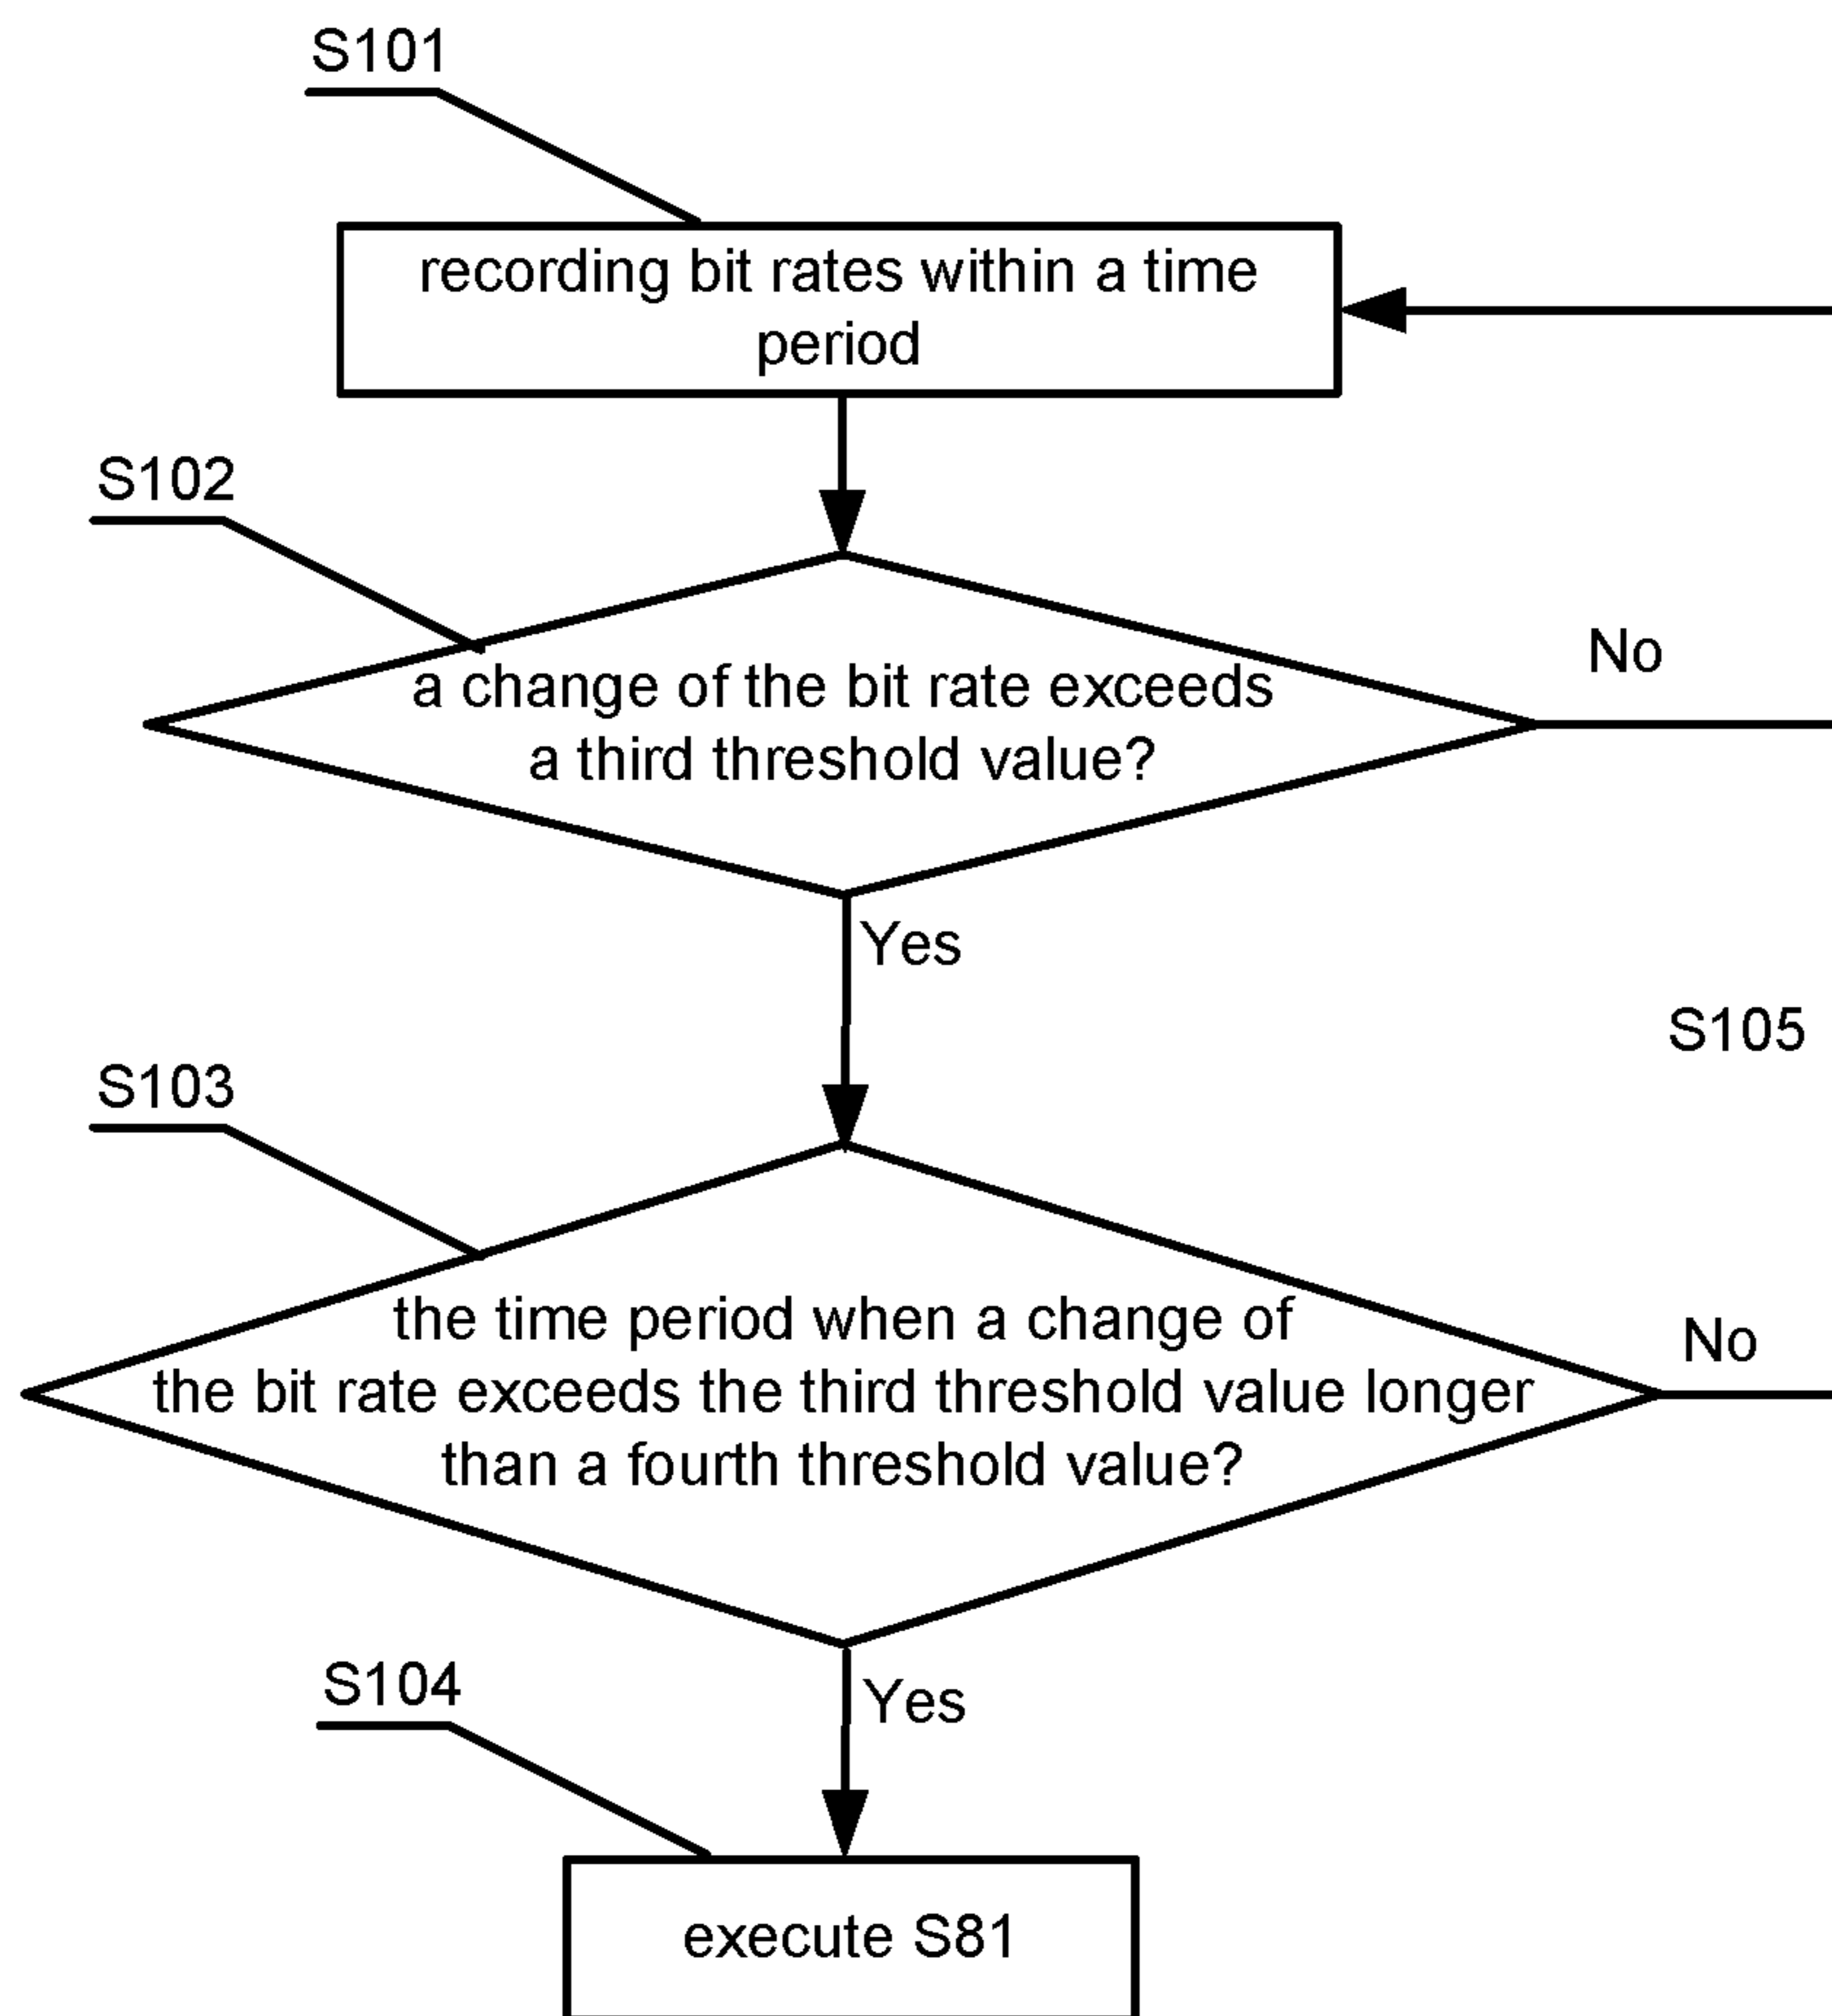 S101
recording bit rates within a time
period
S102
a change of the bit rate exceeds
a third threshold value?
No
Yes
S105
S103
the time period when a change of
the bit rate exceeds the third threshold value longer
than a fourth threshold value?
No
S104
Yes
execute S81